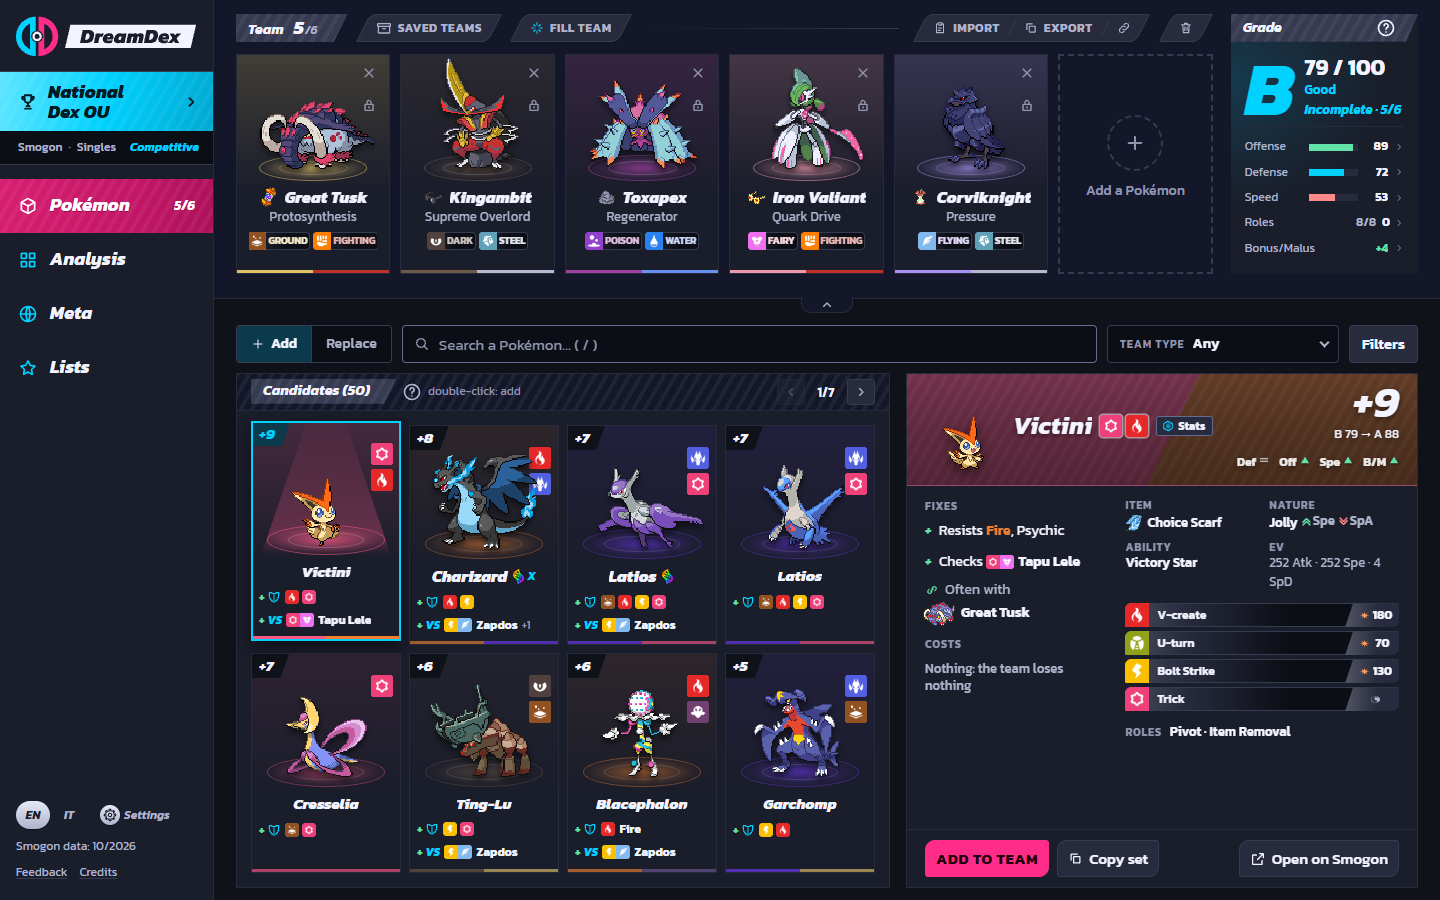 DreamDex
National
Dex OU
Smogon · Singles Competitive
Pokémon 5/6
Analysis
Meta
Lists
EN IT Settings
Smogon data: 10/2026
Feedback Credits
Team 5/6
SAVED TEAMS
FILL TEAM
IMPORT
EXPORT
Great Tusk
Protosynthesis
GROUND FIGHTING
Kingambit
Supreme Overlord
DARK STEEL
Toxapex
Regenerator
POISON WATER
Iron Valiant
Quark Drive
FAIRY FIGHTING
Corviknight
Pressure
FLYING STEEL
Add a Pokémon
Grade
B
79 / 100
Good
Incomplete · 5/6
Offense 89
Defense 72
Speed 53
Roles 8/8 0
Bonus/Malus +4
+ Add
Replace
Search a Pokémon... ( / )
TEAM TYPE Any
Filters
Candidates (50)
double-click: add
1/7
+9
Victini
+ VS Tapu Lele
+8
Charizard X
+ VS Zapdos +1
+7
Latios
+ VS Zapdos
+7
Latios
+7
Cresselia
+6
Ting-Lu
+ VS Zapdos
+6
Blacephalon
+ Fire
+ VS Zapdos
+5
Garchomp
Victini
Stats
+9
B 79 → A 88
Def = Off ▲ Spe ▲ B/M ▲
FIXES
+ Resists Fire, Psychic
+ Checks Tapu Lele
Often with
Great Tusk
COSTS
Nothing: the team loses
nothing
ITEM
Choice Scarf
NATURE
Jolly Spe SpA
ABILITY
Victory Star
EV
252 Atk · 252 Spe · 4
SpD
V-create 180
U-turn 70
Bolt Strike 130
Trick
ROLES Pivot · Item Removal
ADD TO TEAM
Copy set
Open on Smogon